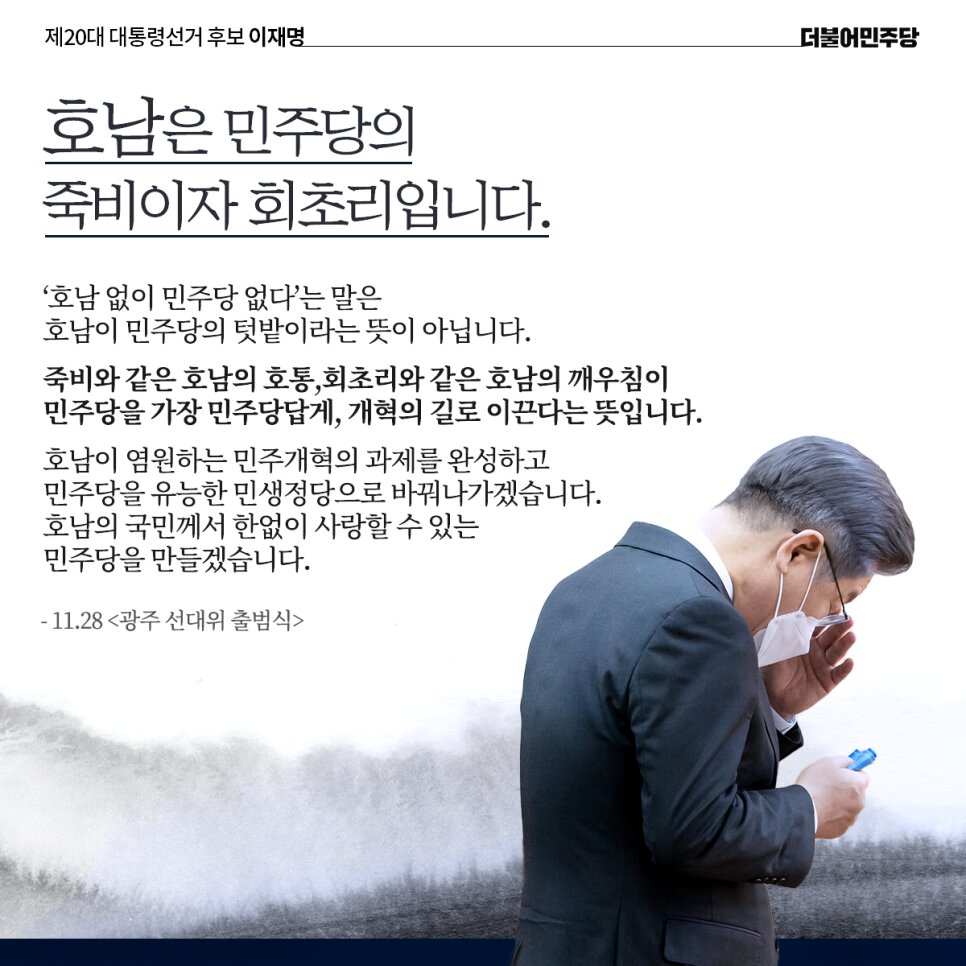 제20대 대통령선거 후보 이재명
더불어민주당
호남은 민주당의
죽비이자 회초리입니다.
‘호남 없이 민주당 없다’는 말은
호남이 민주당의 텃밭이라는 뜻이 아닙니다.
죽비와 같은 호남의 호통,회초리와 같은 호남의 깨우침이
민주당을 가장 민주당답게, 개혁의 길로 이끈다는 뜻입니다.
호남이 염원하는 민주개혁의 과제를 완성하고
민주당을 유능한 민생정당으로 바꿔나가겠습니다.
호남의 국민께서 한없이 사랑할 수 있는
민주당을 만들겠습니다.
- 11.28 <광주 선대위 출범식>